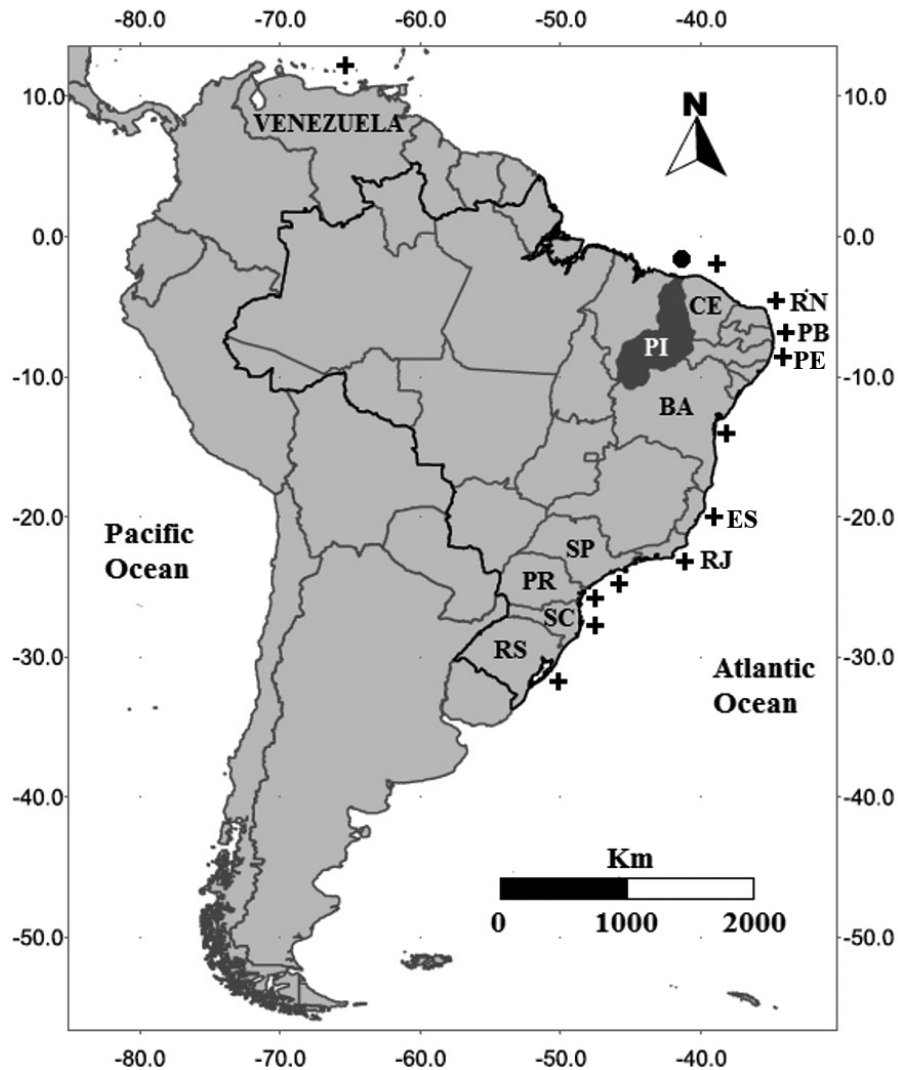 -80.0 -70.0 -60.0 -50.0 -40.0
10.0 10.0
N
VENEZUELA
0.0 0.0
CE
RN
PB
PI
PE
-10.0 -10.0
BA
-20.0 -20.0
ES
Pacific
Ocean
SP
RJ
PR
SC
RS
-30.0 -30.0
Atlantic
Ocean
-40.0 -40.0
Km
0 1000 2000
-50.0 -50.0
-80.0 -70.0 -60.0 -50.0 -40.0